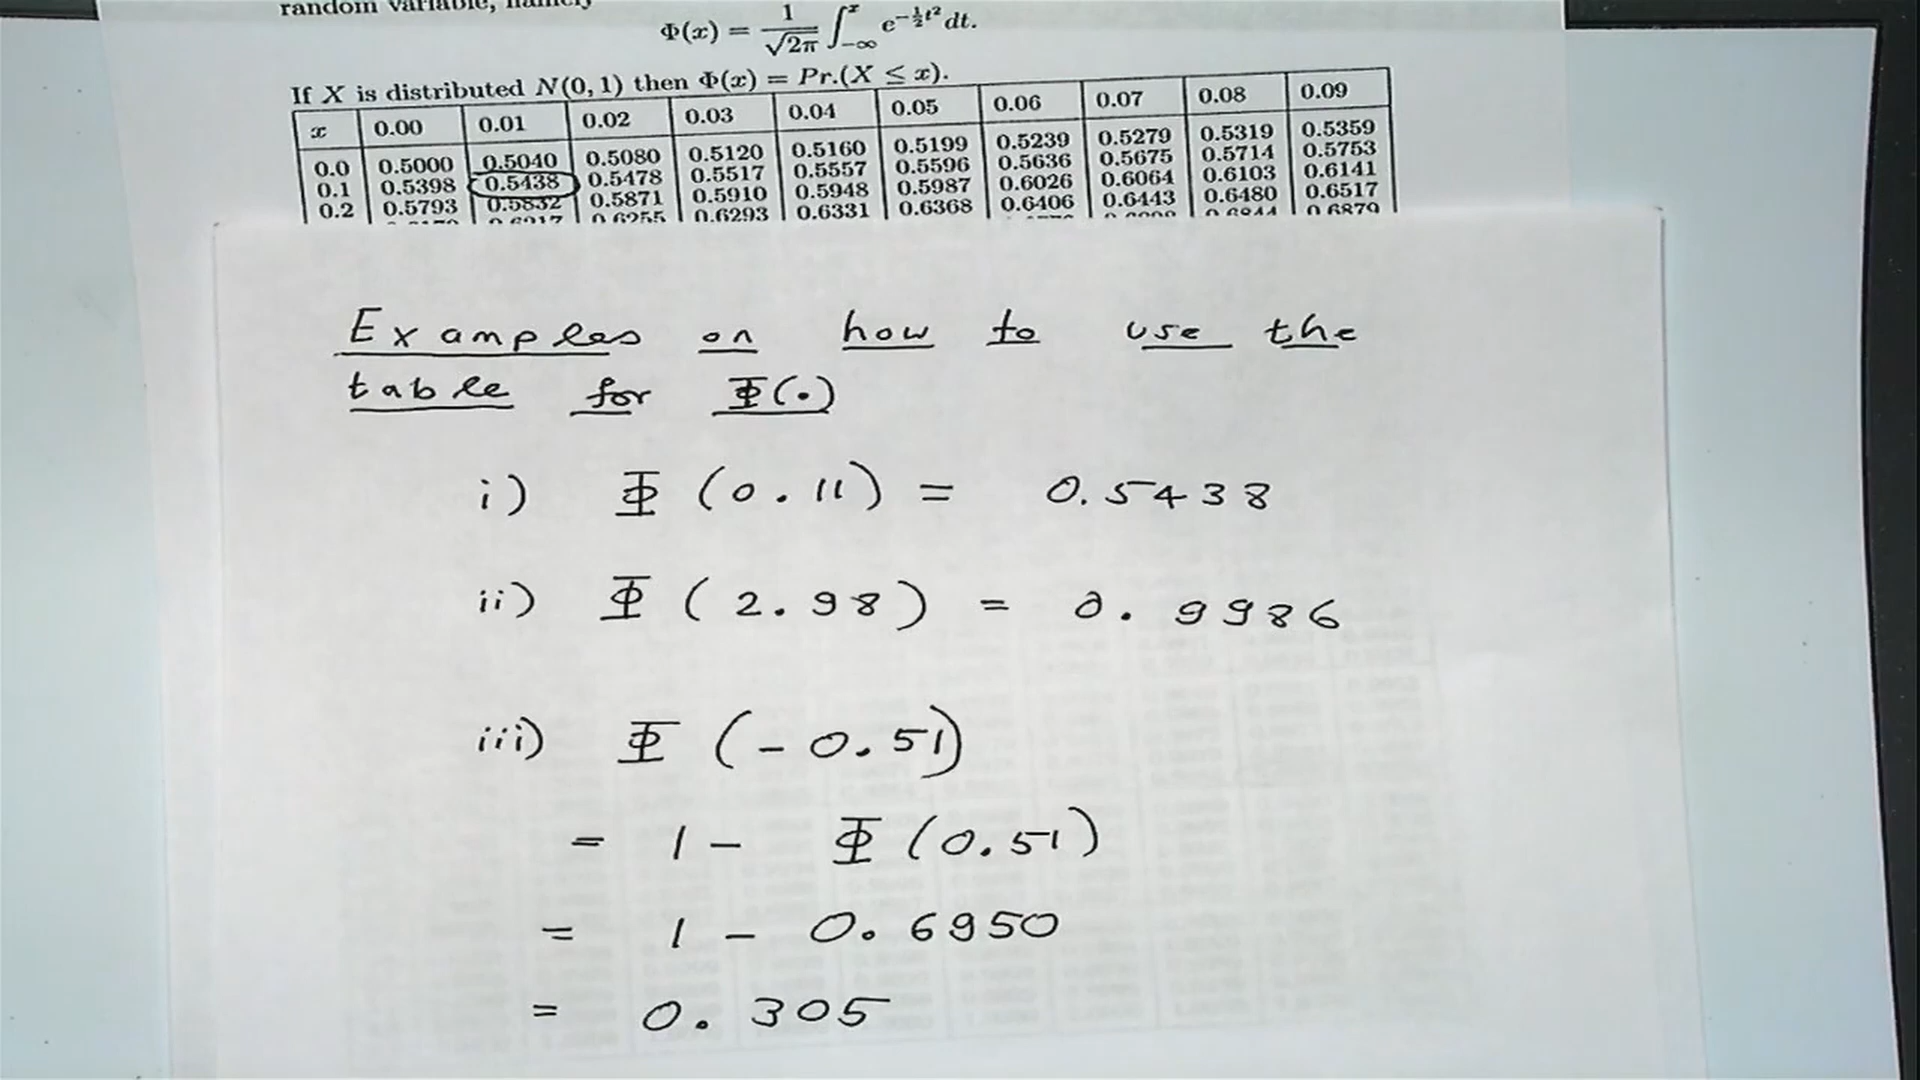 random variable, namely
Φ(x) = 1/√2π ∫_{-∞}^{x} e^{-½t²} dt.
If X is distributed N(0, 1) then Φ(x) = Pr.(X ≤ x).
x 0.00 0.01 0.02 0.03 0.04 0.05 0.06 0.07 0.08 0.09
0.0 0.5000 0.5040 0.5080 0.5120 0.5160 0.5199 0.5239 0.5279 0.5319 0.5359
0.1 0.5398 0.5438 0.5478 0.5517 0.5557 0.5596 0.5636 0.5675 0.5714 0.5753
0.2 0.5793 0.5832 0.5871 0.5910 0.5948 0.5987 0.6026 0.6064 0.6103 0.6141
0.6217 0.6255 0.6293 0.6331 0.6368 0.6406 0.6443 0.6480 0.6517
0.6844 0.6879
Examples on how to use the
table for Φ(.)
i) Φ (0.11) = 0.5438
ii) Φ (2.98) = 0.9986
iii) Φ (-0.51)
= 1 - Φ (0.51)
= 1 - 0.6950
= 0.305